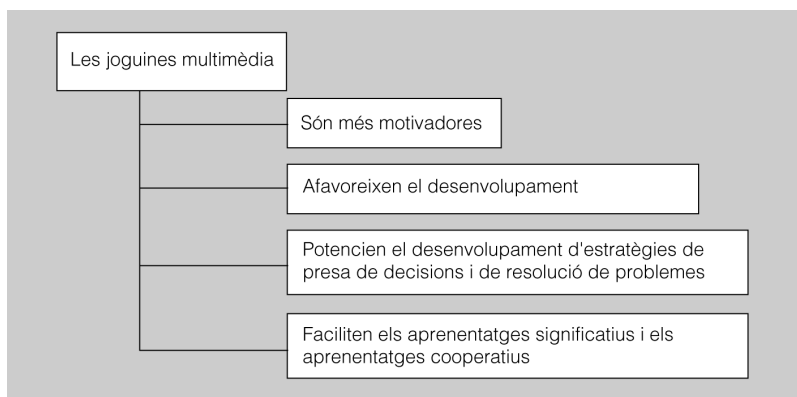 Les joguines multimèdia
Són més motivadores
Afavoreixen el desenvolupament
Potencien el desenvolupament d'estratègies de
presa de decisions i de resolució de problemes
Faciliten els aprenentatges significatius i els
aprenentatges cooperatius